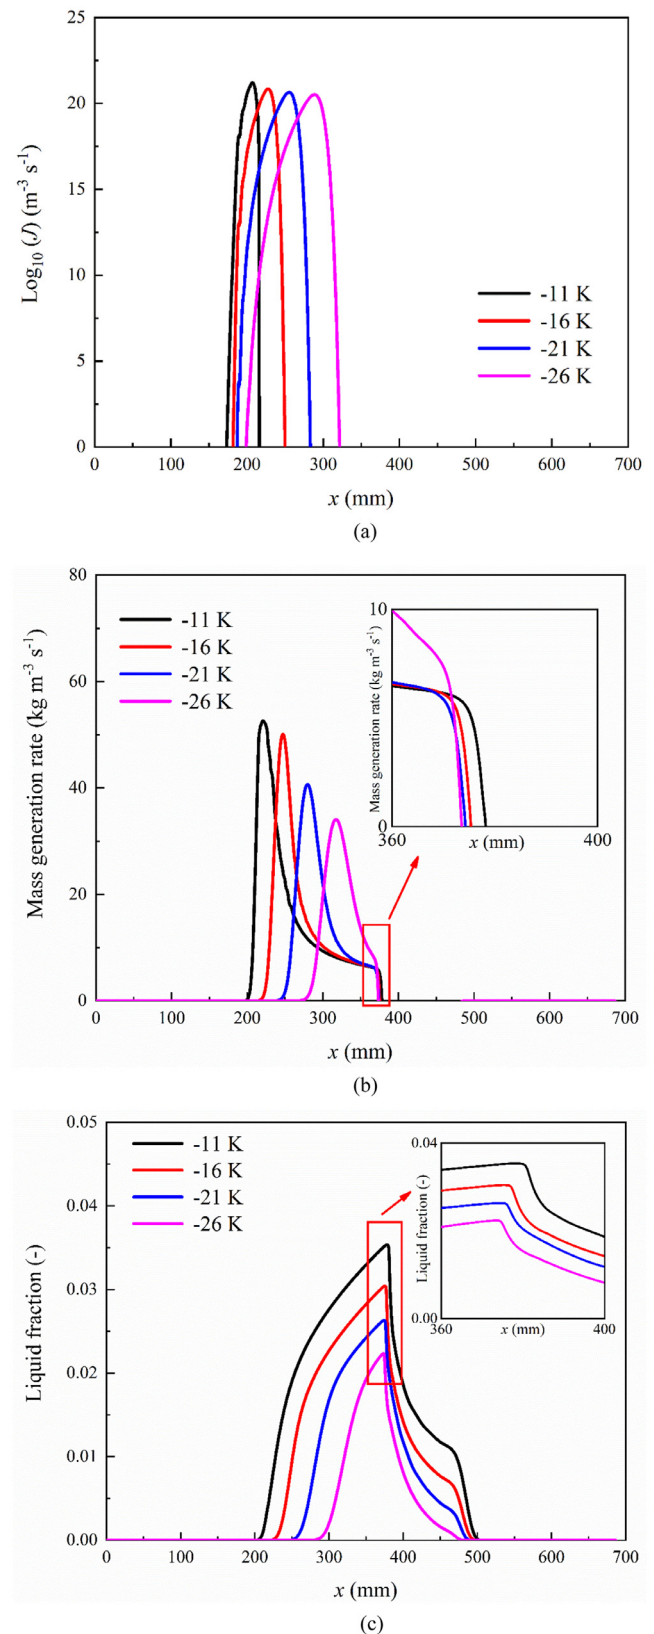 25
20
15
10
5
0
Log10 (J) (m-3 s-1)
-11 K
-16 K
-21 K
-26 K
0 100 200 300 400 500 600 700
x (mm)
(a)
80
60
40
20
0
Mass generation rate (kg m-3 s-1)
-11 K
-16 K
-21 K
-26 K
10
0
Mass generation rate (kg m-3 s-1)
360 x (mm) 400
0 100 200 300 400 500 600 700
x (mm)
(b)
0.05
0.04
0.03
0.02
0.01
0.00
Liquid fraction (-)
-11 K
-16 K
-21 K
-26 K
0.04
0.00
Liquid fraction (-)
360 x (mm) 400
0 100 200 300 400 500 600 700
x (mm)
(c)